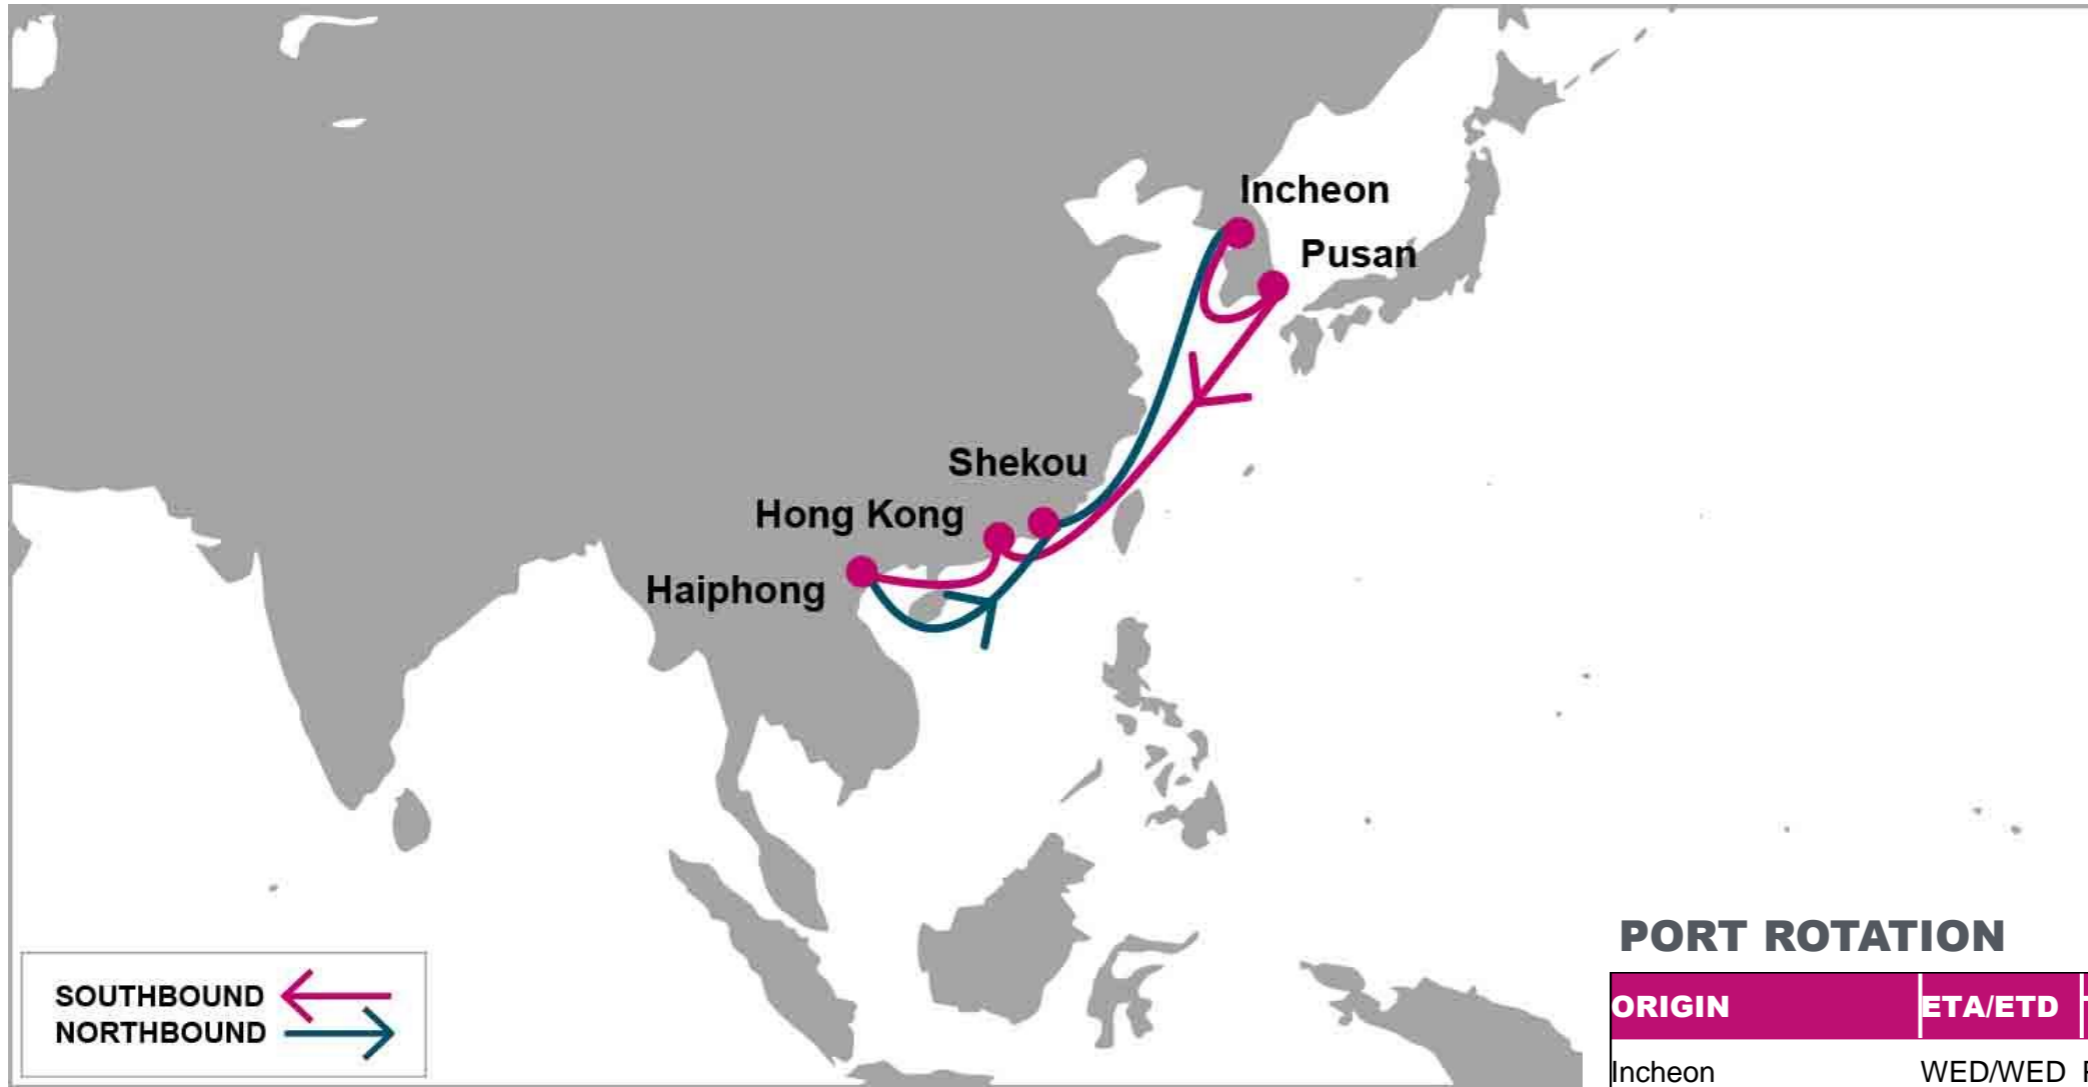 Incheon
Pusan
Shekou
Hong Kong
Haiphong
SOUTHBOUND
NORTHBOUND
PORT ROTATION
ORIGIN ETA/ETD
Incheon WED/WED